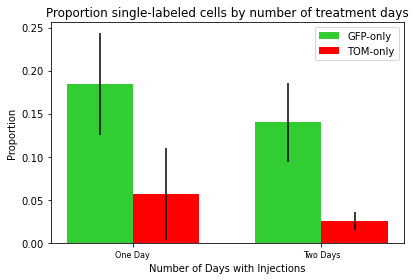 Proportion single-labeled cells by number of treatment days
GFP-only
TOM-only
Proportion
0.25
0.20
0.15
0.10
0.05
0.00
One Day
Two Days
Number of Days with Injections